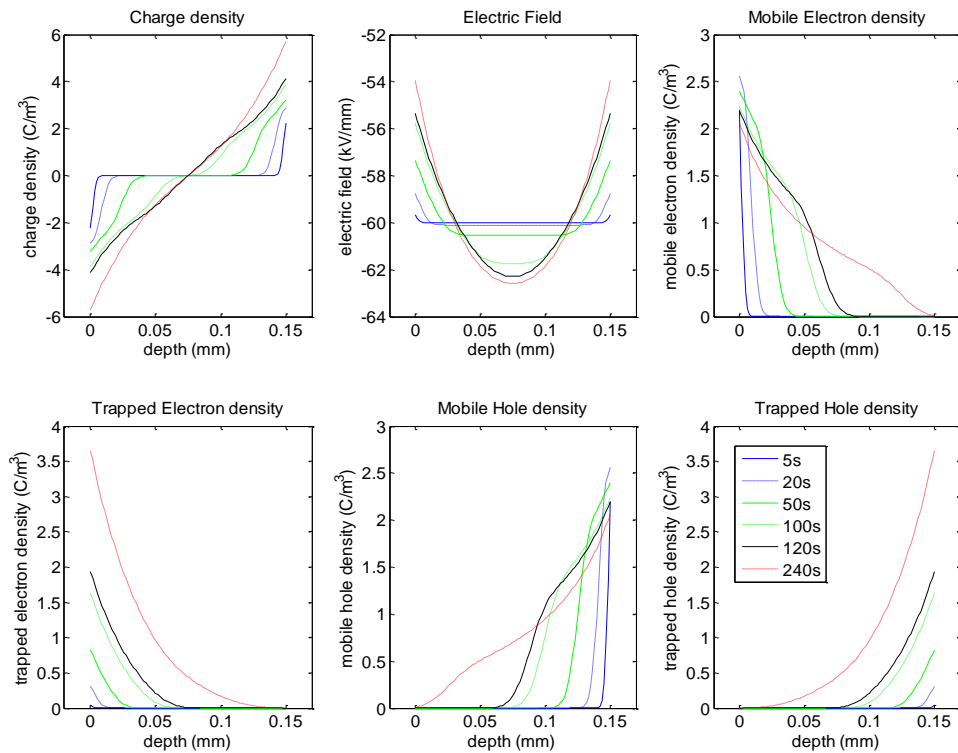 Charge density
Electric Field
Mobile Electron density
charge density (C/m³)
6
4
2
0
-2
-4
-6
0
0.05
0.1
0.15
depth (mm)
electric field (kV/mm)
-52
-54
-56
-58
-60
-62
-64
0
0.05
0.1
0.15
depth (mm)
mobile electron density (C/m³)
3
2.5
2
1.5
1
0.5
0
0
0.05
0.1
0.15
depth (mm)
Trapped Electron density
Mobile Hole density
Trapped Hole density
trapped electron density (C/m³)
4
3.5
3
2.5
2
1.5
1
0.5
0
0
0.05
0.1
0.15
depth (mm)
mobile hole density (C/m³)
3
2.5
2
1.5
1
0.5
0
0
0.05
0.1
0.15
depth (mm)
trapped hole density (C/m³)
4
3.5
3
2.5
2
1.5
1
0.5
0
0
0.05
0.1
0.15
depth (mm)
5s
20s
50s
100s
120s
240s